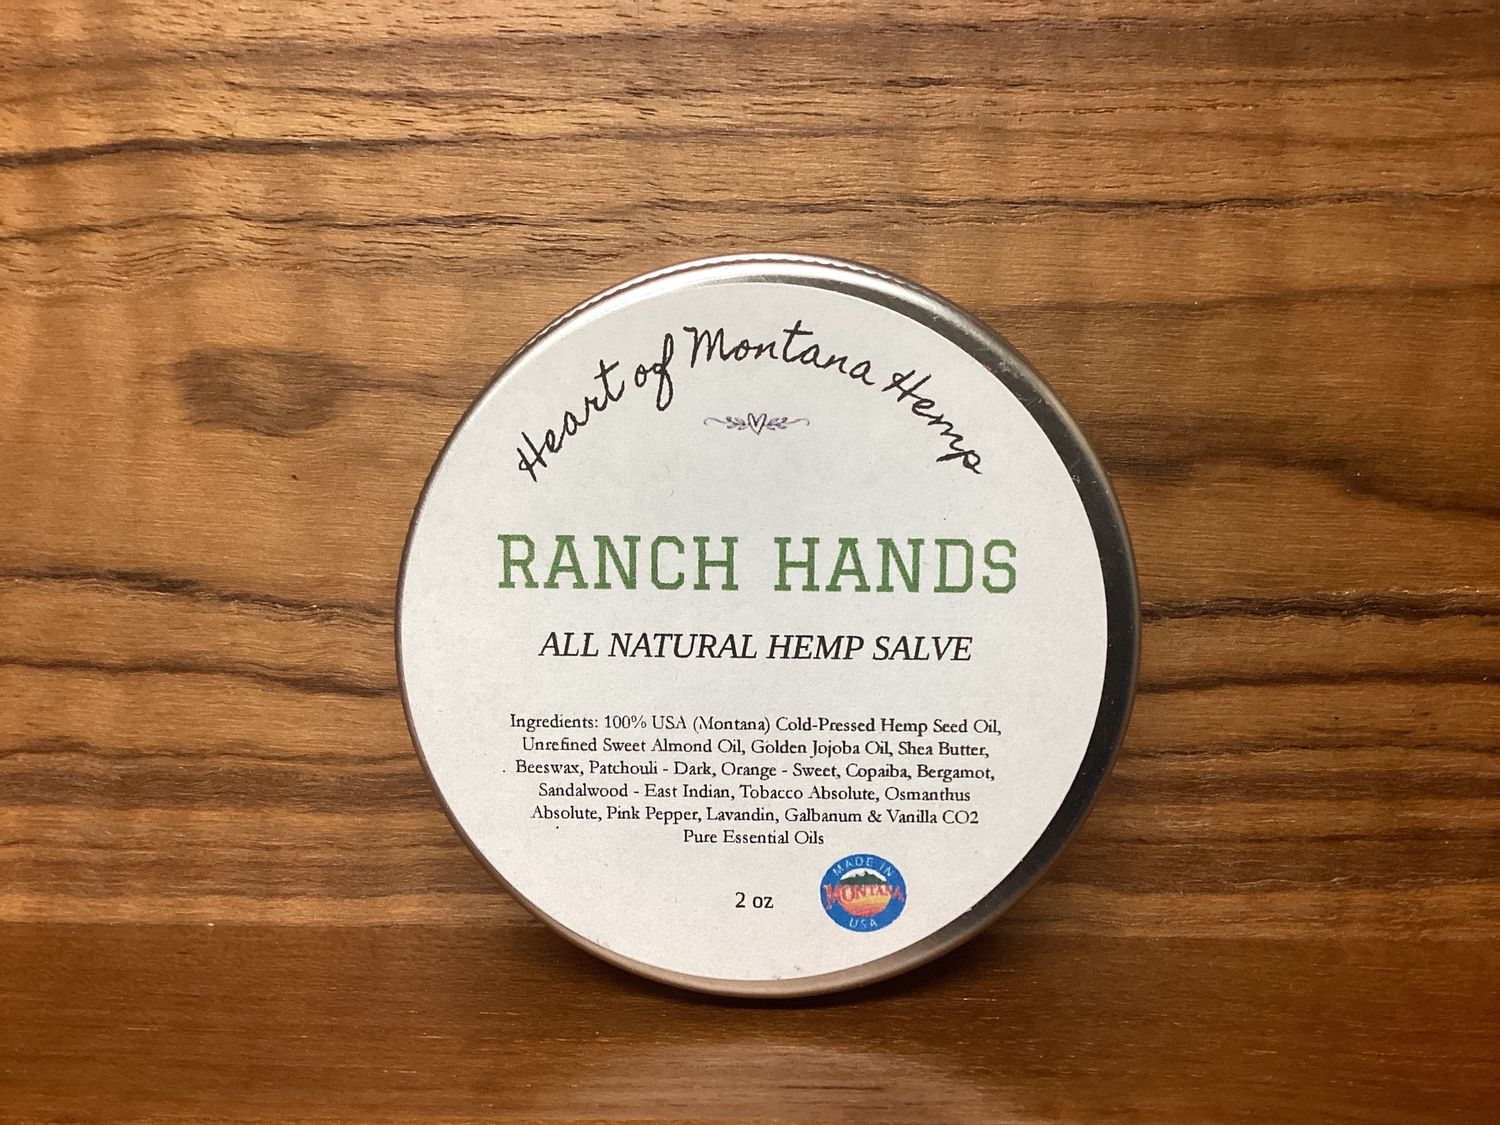 Heart of Montana Hemp
RANCH HANDS
ALL NATURAL HEMP SALVE
Ingredients: 100% USA (Montana) Cold-Pressed Hemp Seed Oil,
Unrefined Sweet Almond Oil, Golden Jojoba Oil, Shea Butter,
Beeswax, Patchouli - Dark, Orange - Sweet, Copaiba, Bergamot,
Sandalwood - East Indian, Tobacco Absolute, Osmanthus
Absolute, Pink Pepper, Lavandin, Galbanum & Vanilla CO2
Pure Essential Oils
2 oz
MADE IN
MONTANA
USA